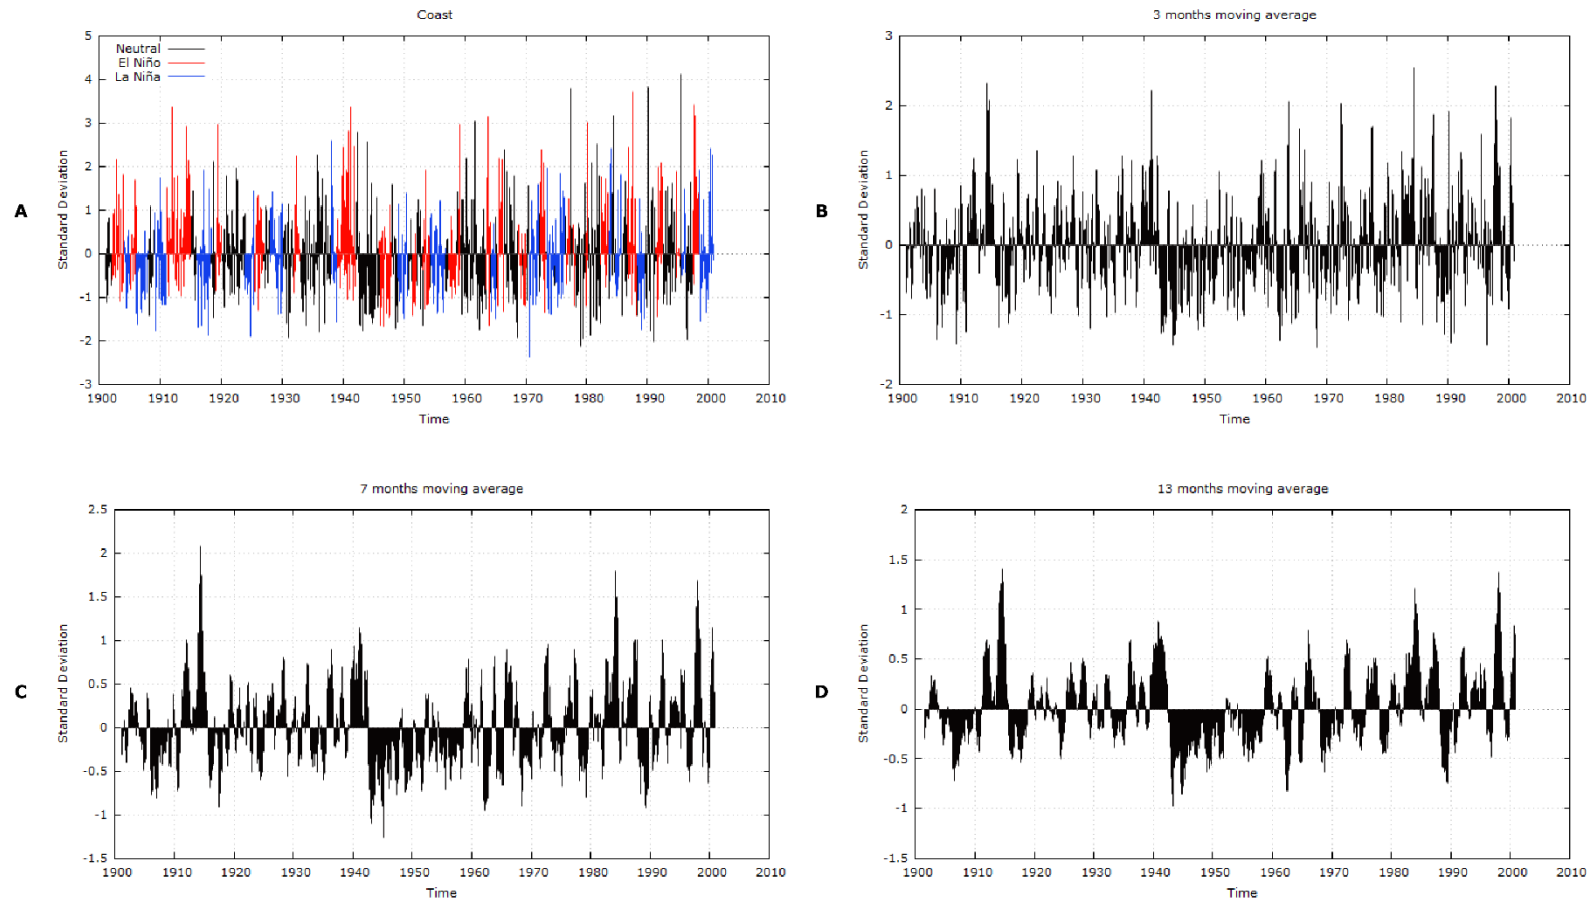 Coast
5
4
3
2
1
0
-1
-2
-3
Standard Deviation
Neutral
El Niño
La Niña
1900 1910 1920 1930 1940 1950 1960 1970 1980 1990 2000 2010
Time
A
3 months moving average
3
2
1
0
-1
-2
Standard Deviation
1900 1910 1920 1930 1940 1950 1960 1970 1980 1990 2000 2010
Time
B
7 months moving average
2.5
2
1.5
1
0.5
0
-0.5
-1
-1.5
Standard Deviation
1900 1910 1920 1930 1940 1950 1960 1970 1980 1990 2000 2010
Time
C
13 months moving average
2
1.5
1
0.5
0
-0.5
-1
-1.5
Standard Deviation
1900 1910 1920 1930 1940 1950 1960 1970 1980 1990 2000 2010
Time
D